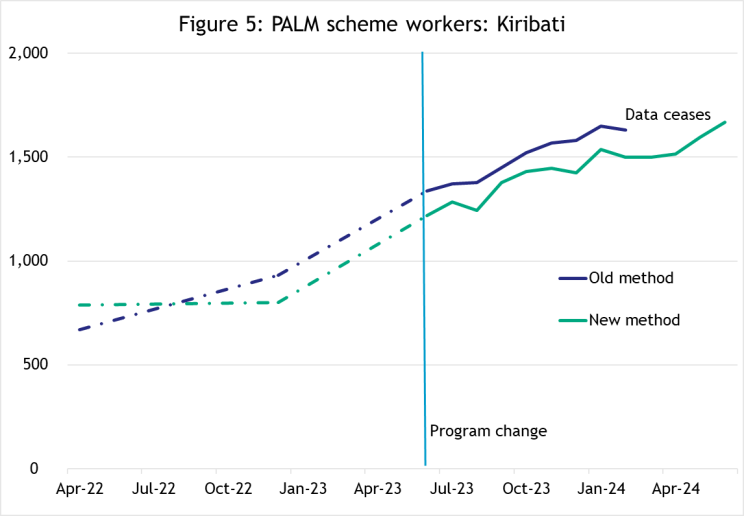 Figure 5: PALM scheme workers: Kiribati
2,000
1,500
1,000
500
0
Data ceases
Old method
New method
Program change
Apr-22 Jul-22 Oct-22 Jan-23 Apr-23 Jul-23 Oct-23 Jan-24 Apr-24